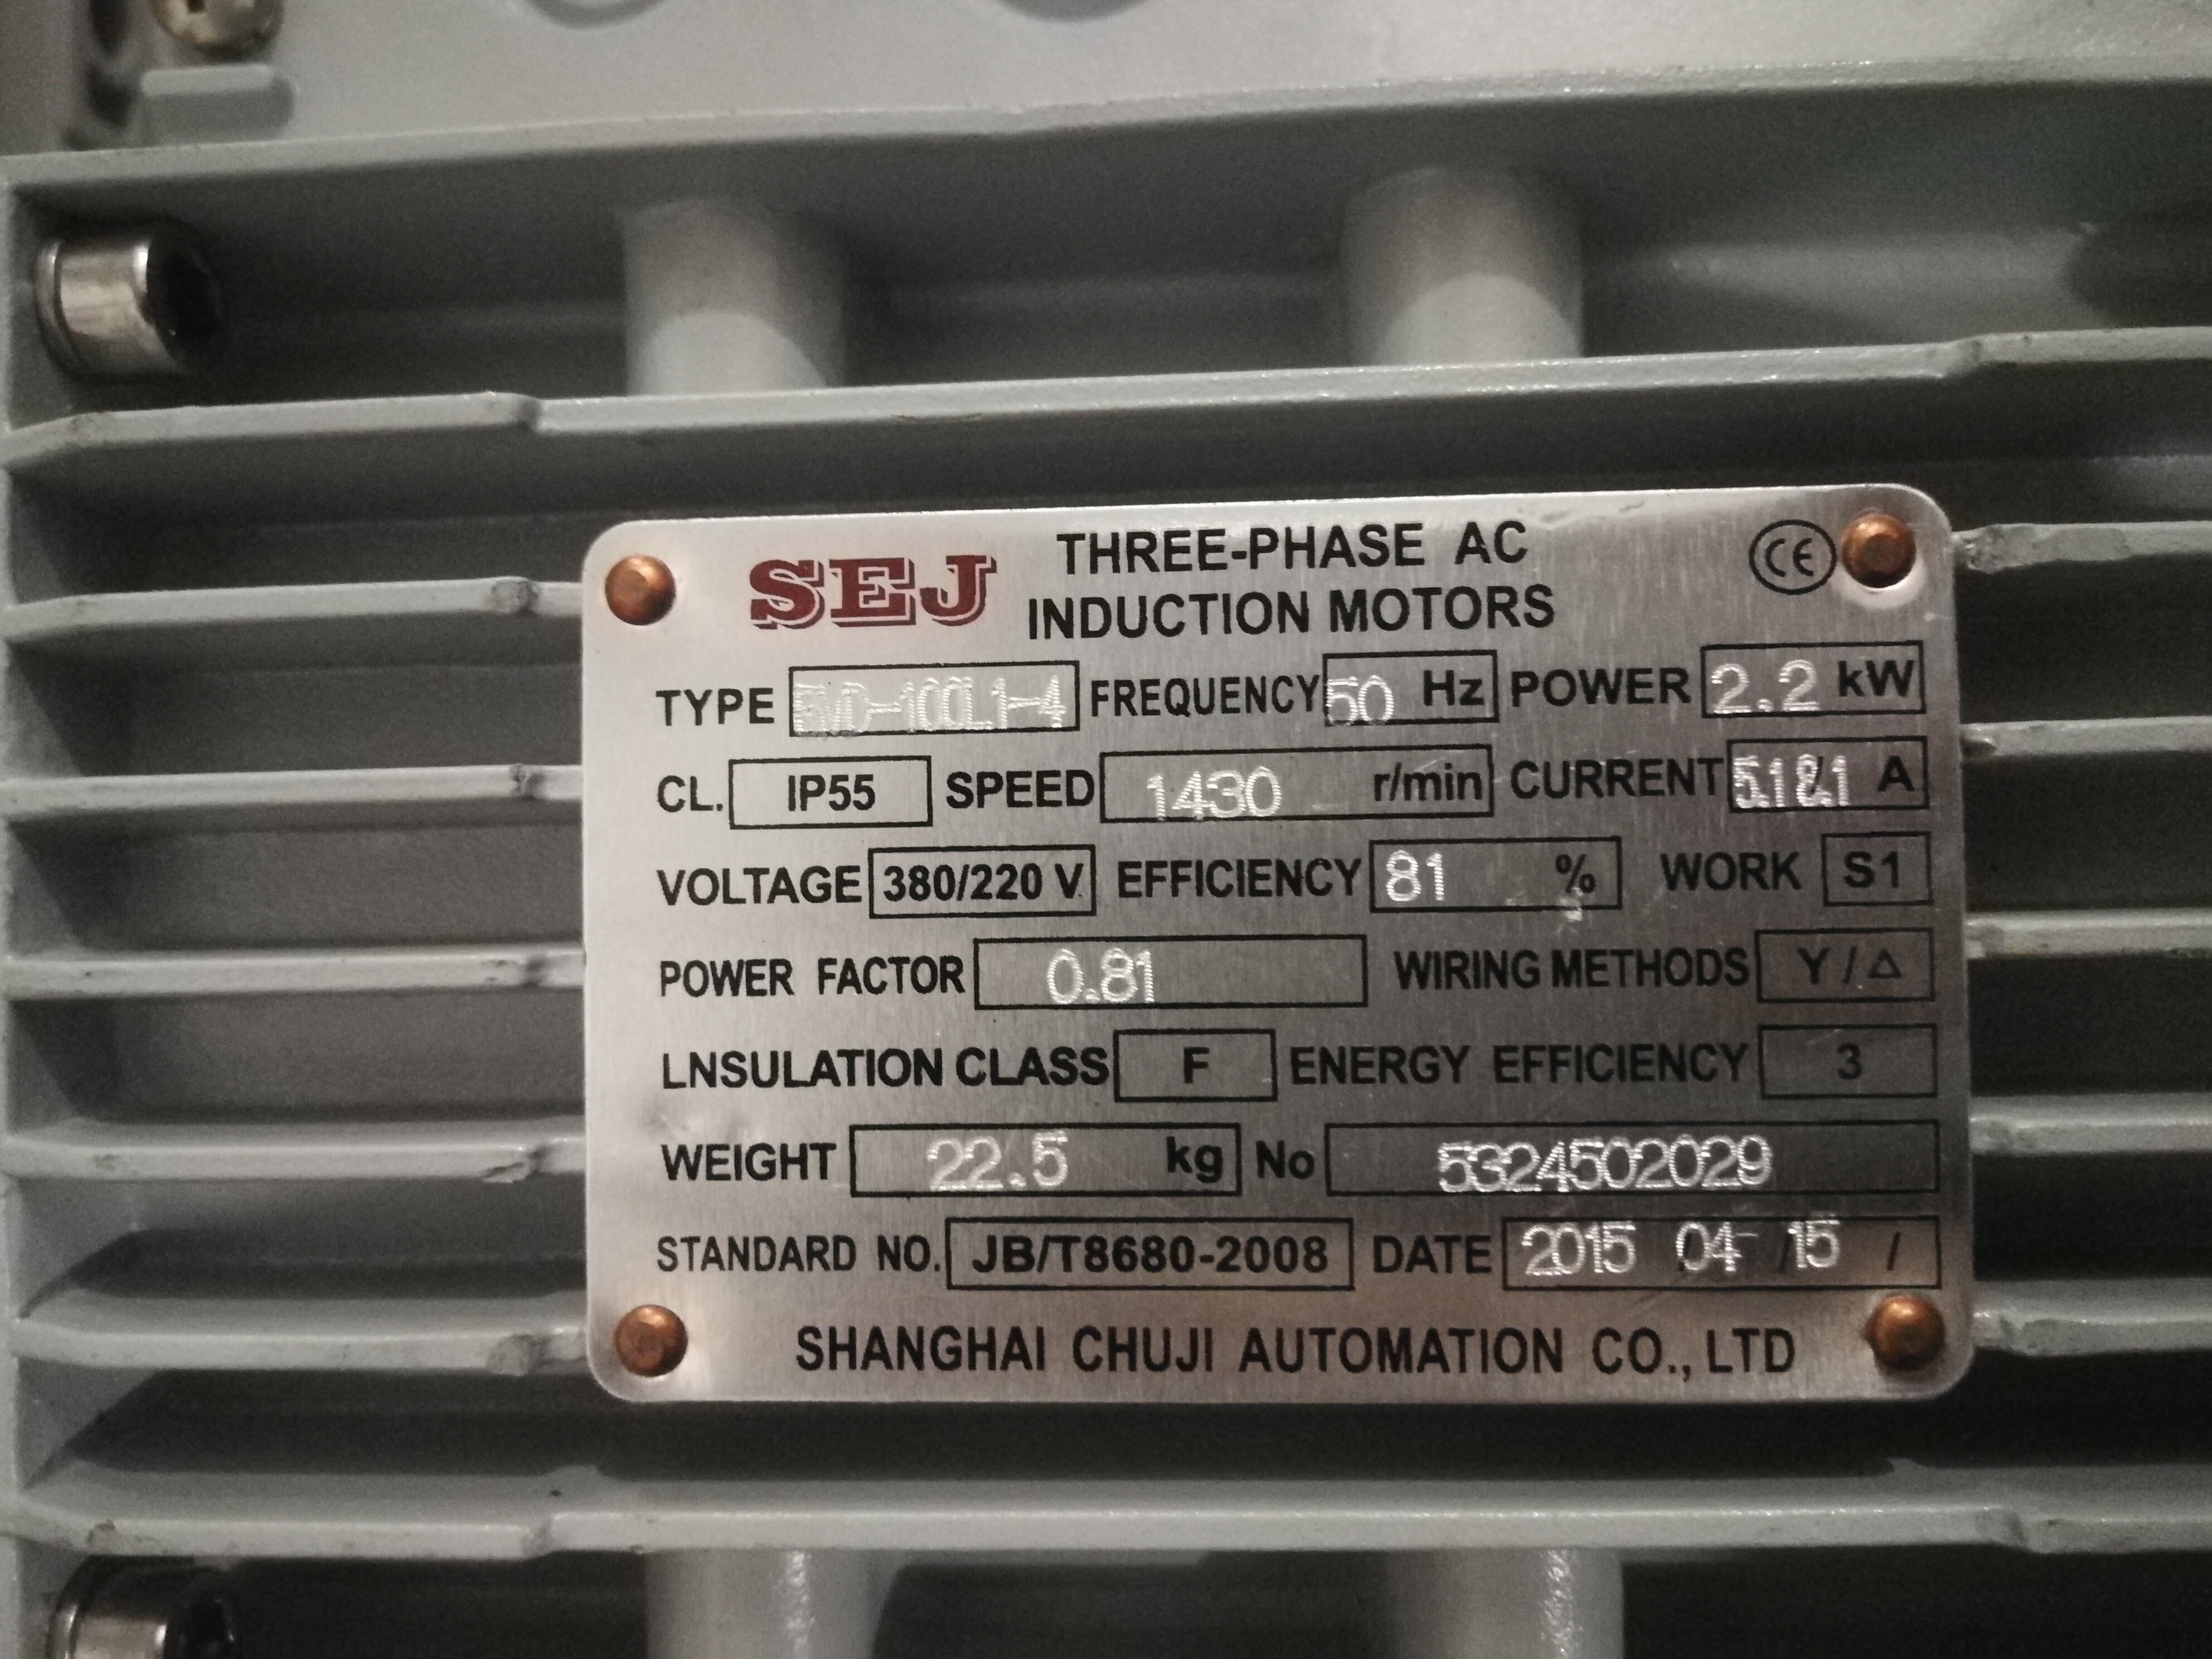 SEJ THREE-PHASE AC
INDUCTION MOTORS CE
TYPE FREQUENCY 50 Hz POWER 2.2 kW
CL. IP55 SPEED 1430 r/min CURRENT A
VOLTAGE 380/220 V EFFICIENCY 81 % WORK S1
POWER FACTOR 0.81 WIRING METHODS Y/△
LNSULATION CLASS F ENERGY EFFICIENCY 3
WEIGHT 22.5 kg No 5324502029
STANDARD NO. JB/T8680-2008 DATE 2015 04 /15 /
SHANGHAI CHUJI AUTOMATION CO., LTD